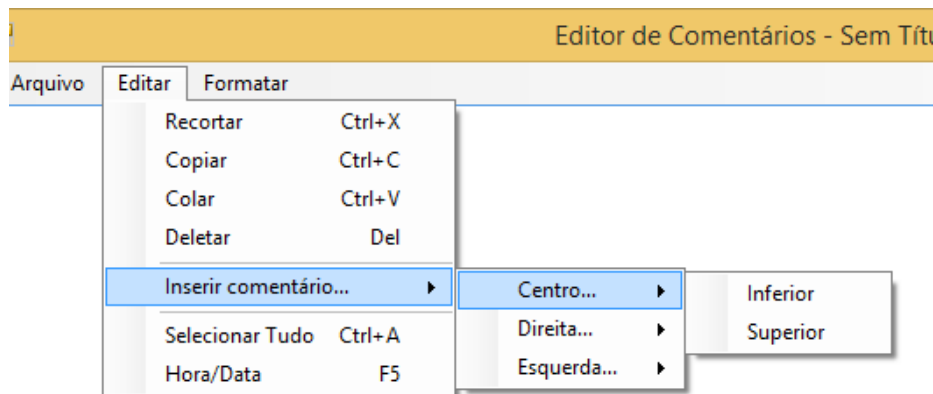 Editor de Comentários - Sem Títu
Arquivo Editar Formatar
Recortar Ctrl+X
Copiar Ctrl+C
Colar Ctrl+V
Deletar Del
Inserir comentário... Centro... Inferior
Selecionar Tudo Ctrl+A Direita... Superior
Hora/Data F5 Esquerda...